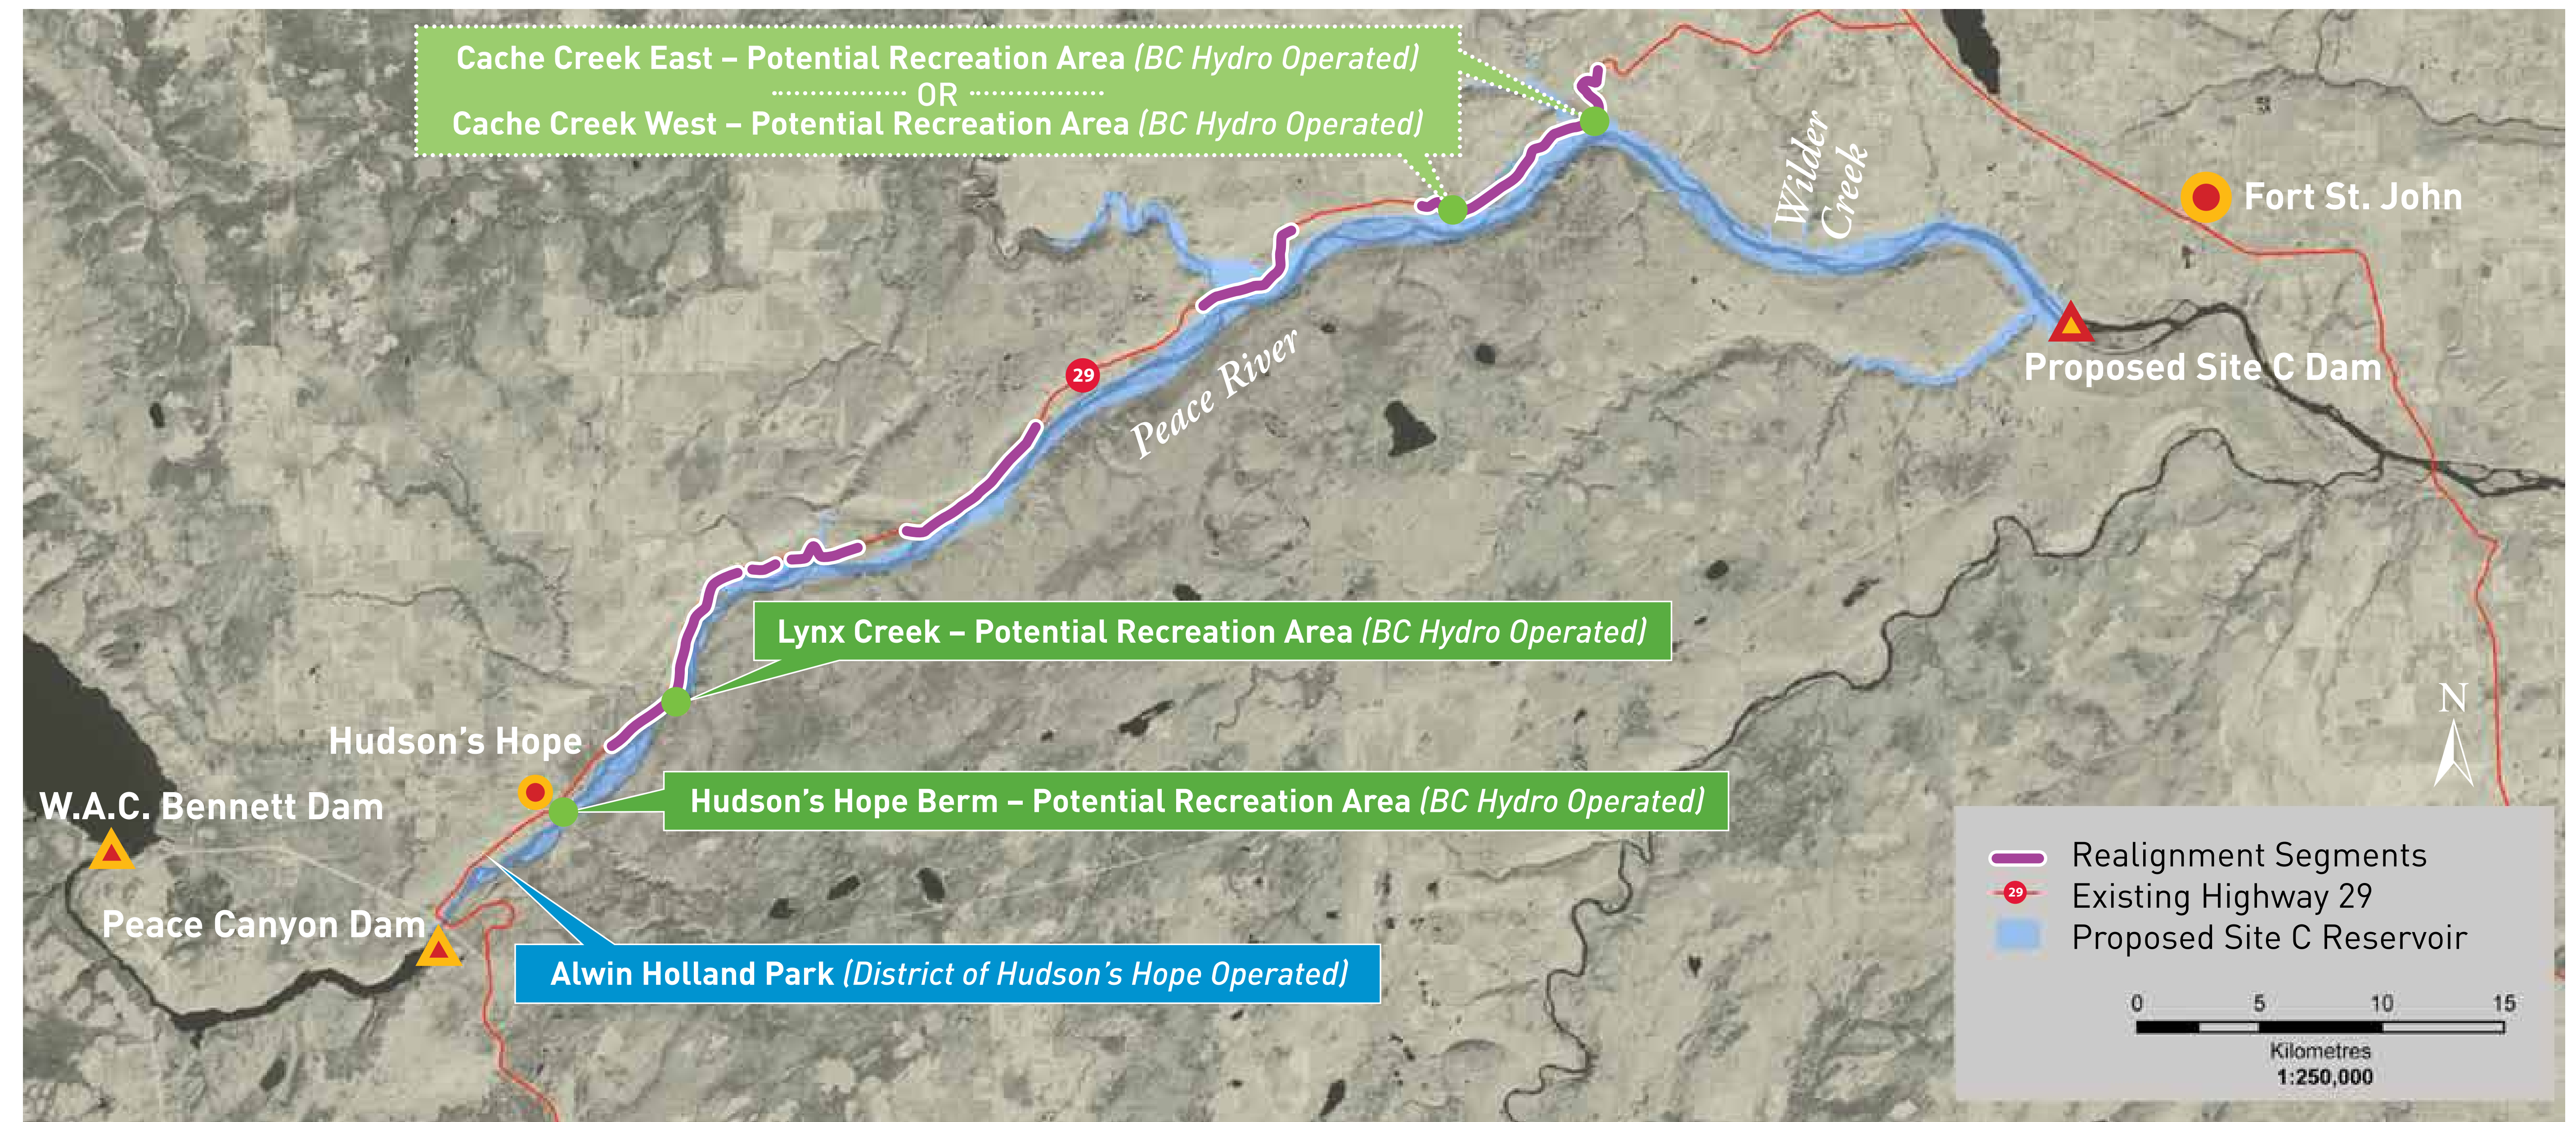 Cache Creek East – Potential Recreation Area (BC Hydro Operated)
OR
Cache Creek West – Potential Recreation Area (BC Hydro Operated)
Wilder
Creek
Fort St. John
Proposed Site C Dam
29
Peace River
Lynx Creek – Potential Recreation Area (BC Hydro Operated)
Hudson's Hope
Hudson's Hope Berm – Potential Recreation Area (BC Hydro Operated)
W.A.C. Bennett Dam
Peace Canyon Dam
Alwin Holland Park (District of Hudson's Hope Operated)
N
Realignment Segments
29 Existing Highway 29
Proposed Site C Reservoir
0 5 10 15
Kilometres
1:250,000